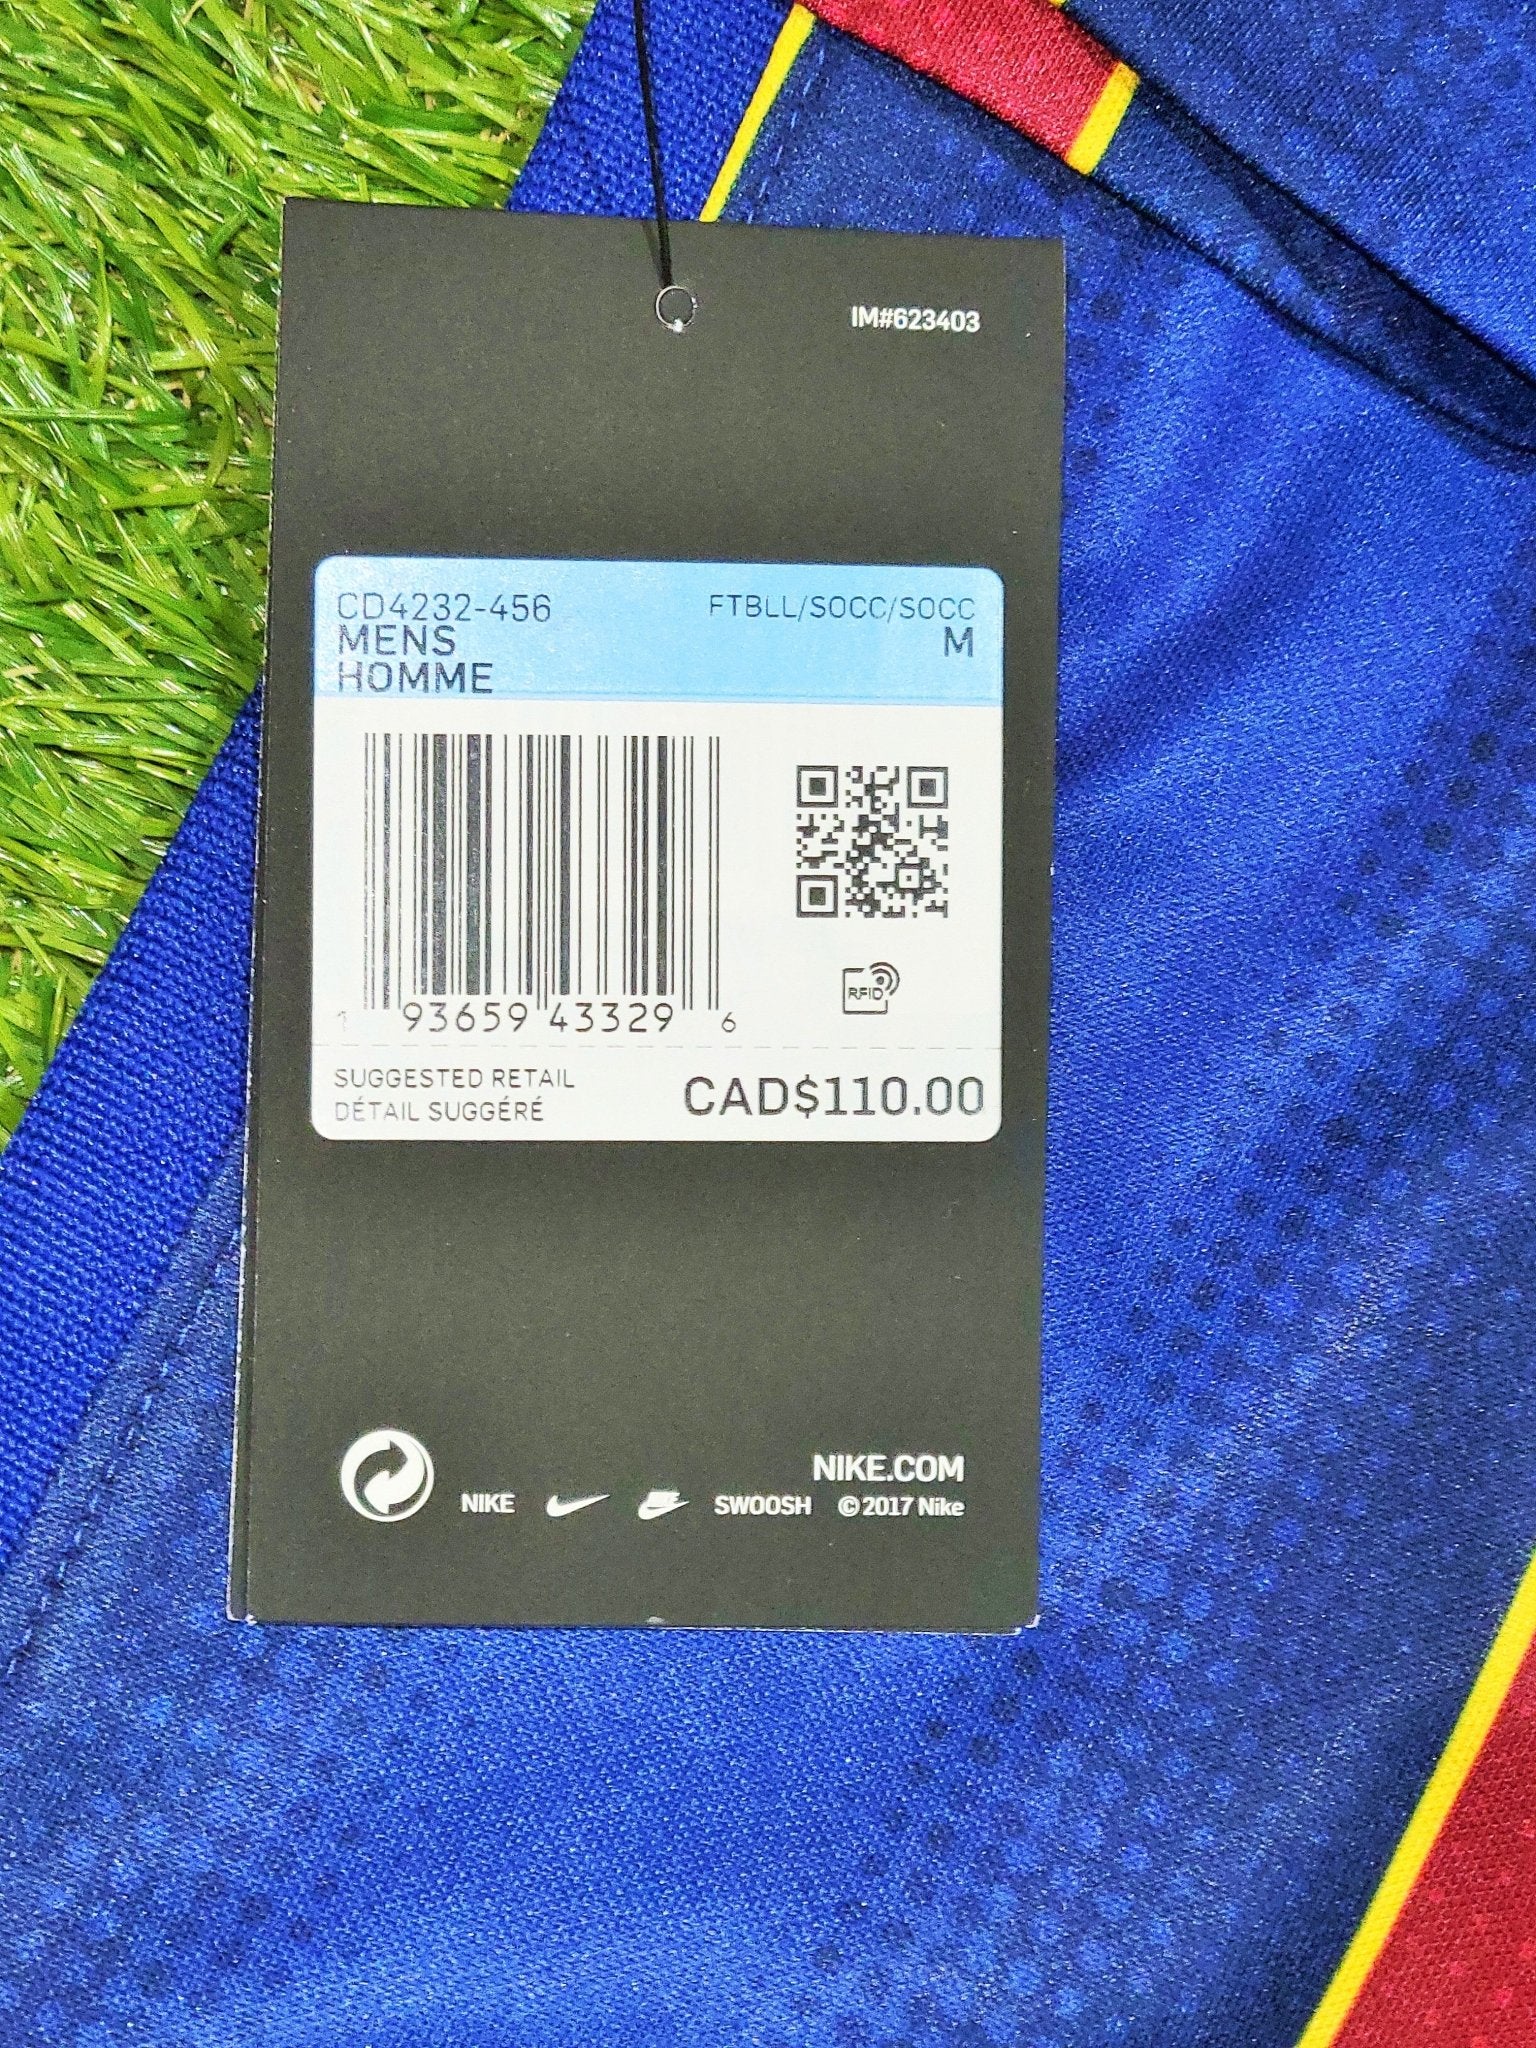 IM#623403
CD4232-456 FTBLL/SOCC/SOCC
MENS M
HOMME
1 93659 43329 6
RFID
SUGGESTED RETAIL
DÉTAIL SUGGÉRÉ
CAD$110.00
NIKE.COM
NIKE SWOOSH © 2017 Nike